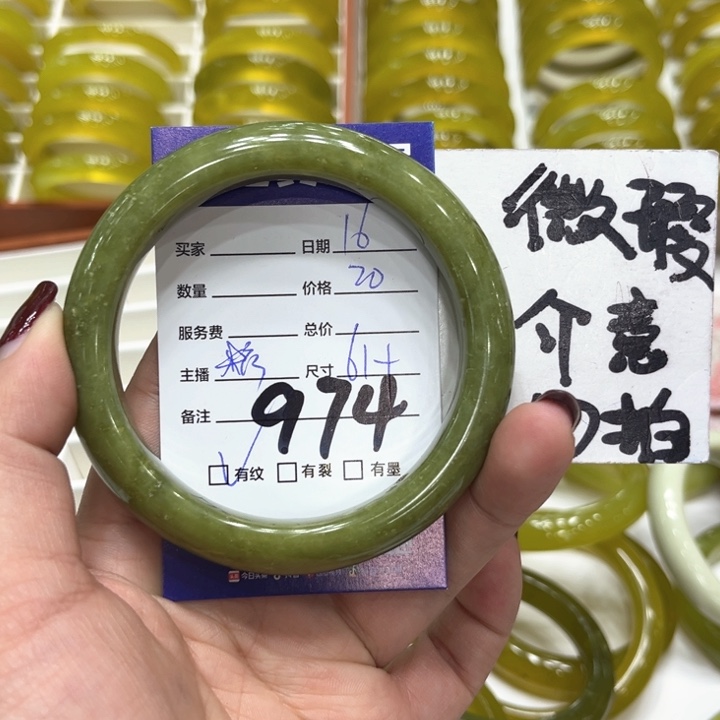 买家 日期 16
数量 价格 20
服务费 总价
主播 尺寸 61+
备注 974
有纹 有裂 有墨
微瑕
介意
勿拍